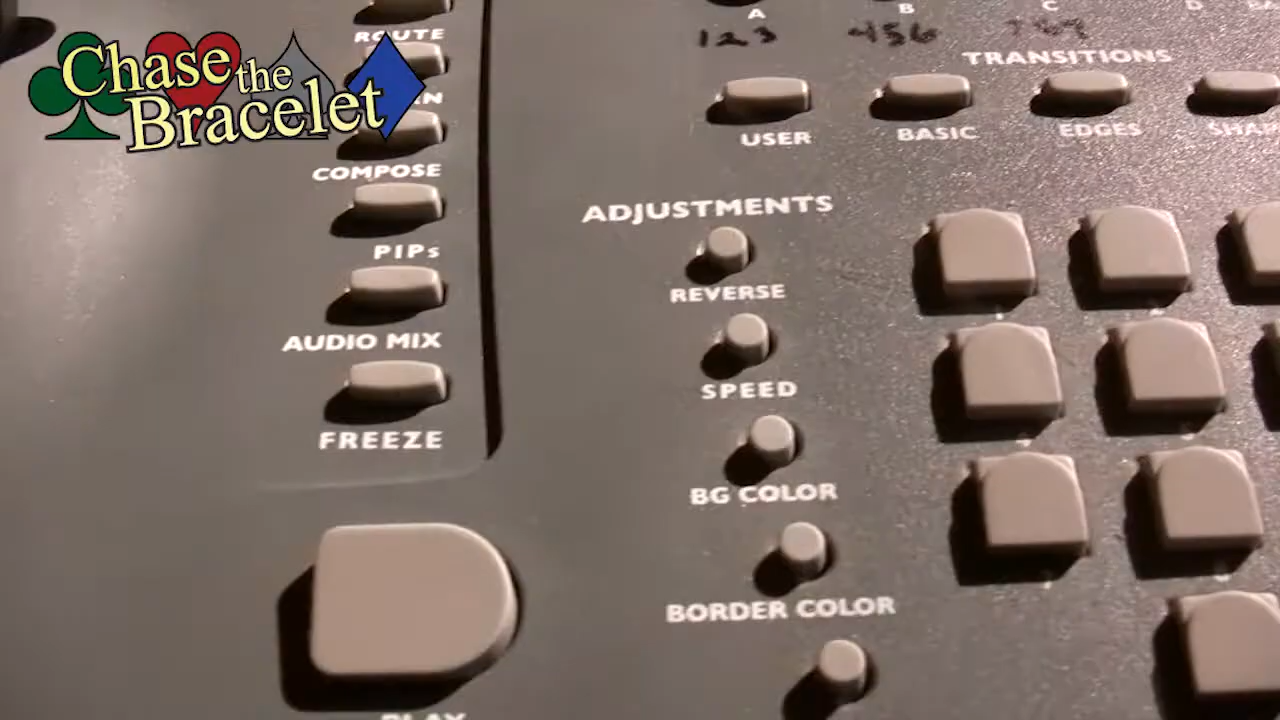 Chase the
Bracelet
ROUTE
COMPOSE
PIPs
AUDIO MIX
FREEZE
PLAY
A B C D
123 456 789
TRANSITIONS
USER BASIC EDGES
ADJUSTMENTS
REVERSE
SPEED
BG COLOR
BORDER COLOR